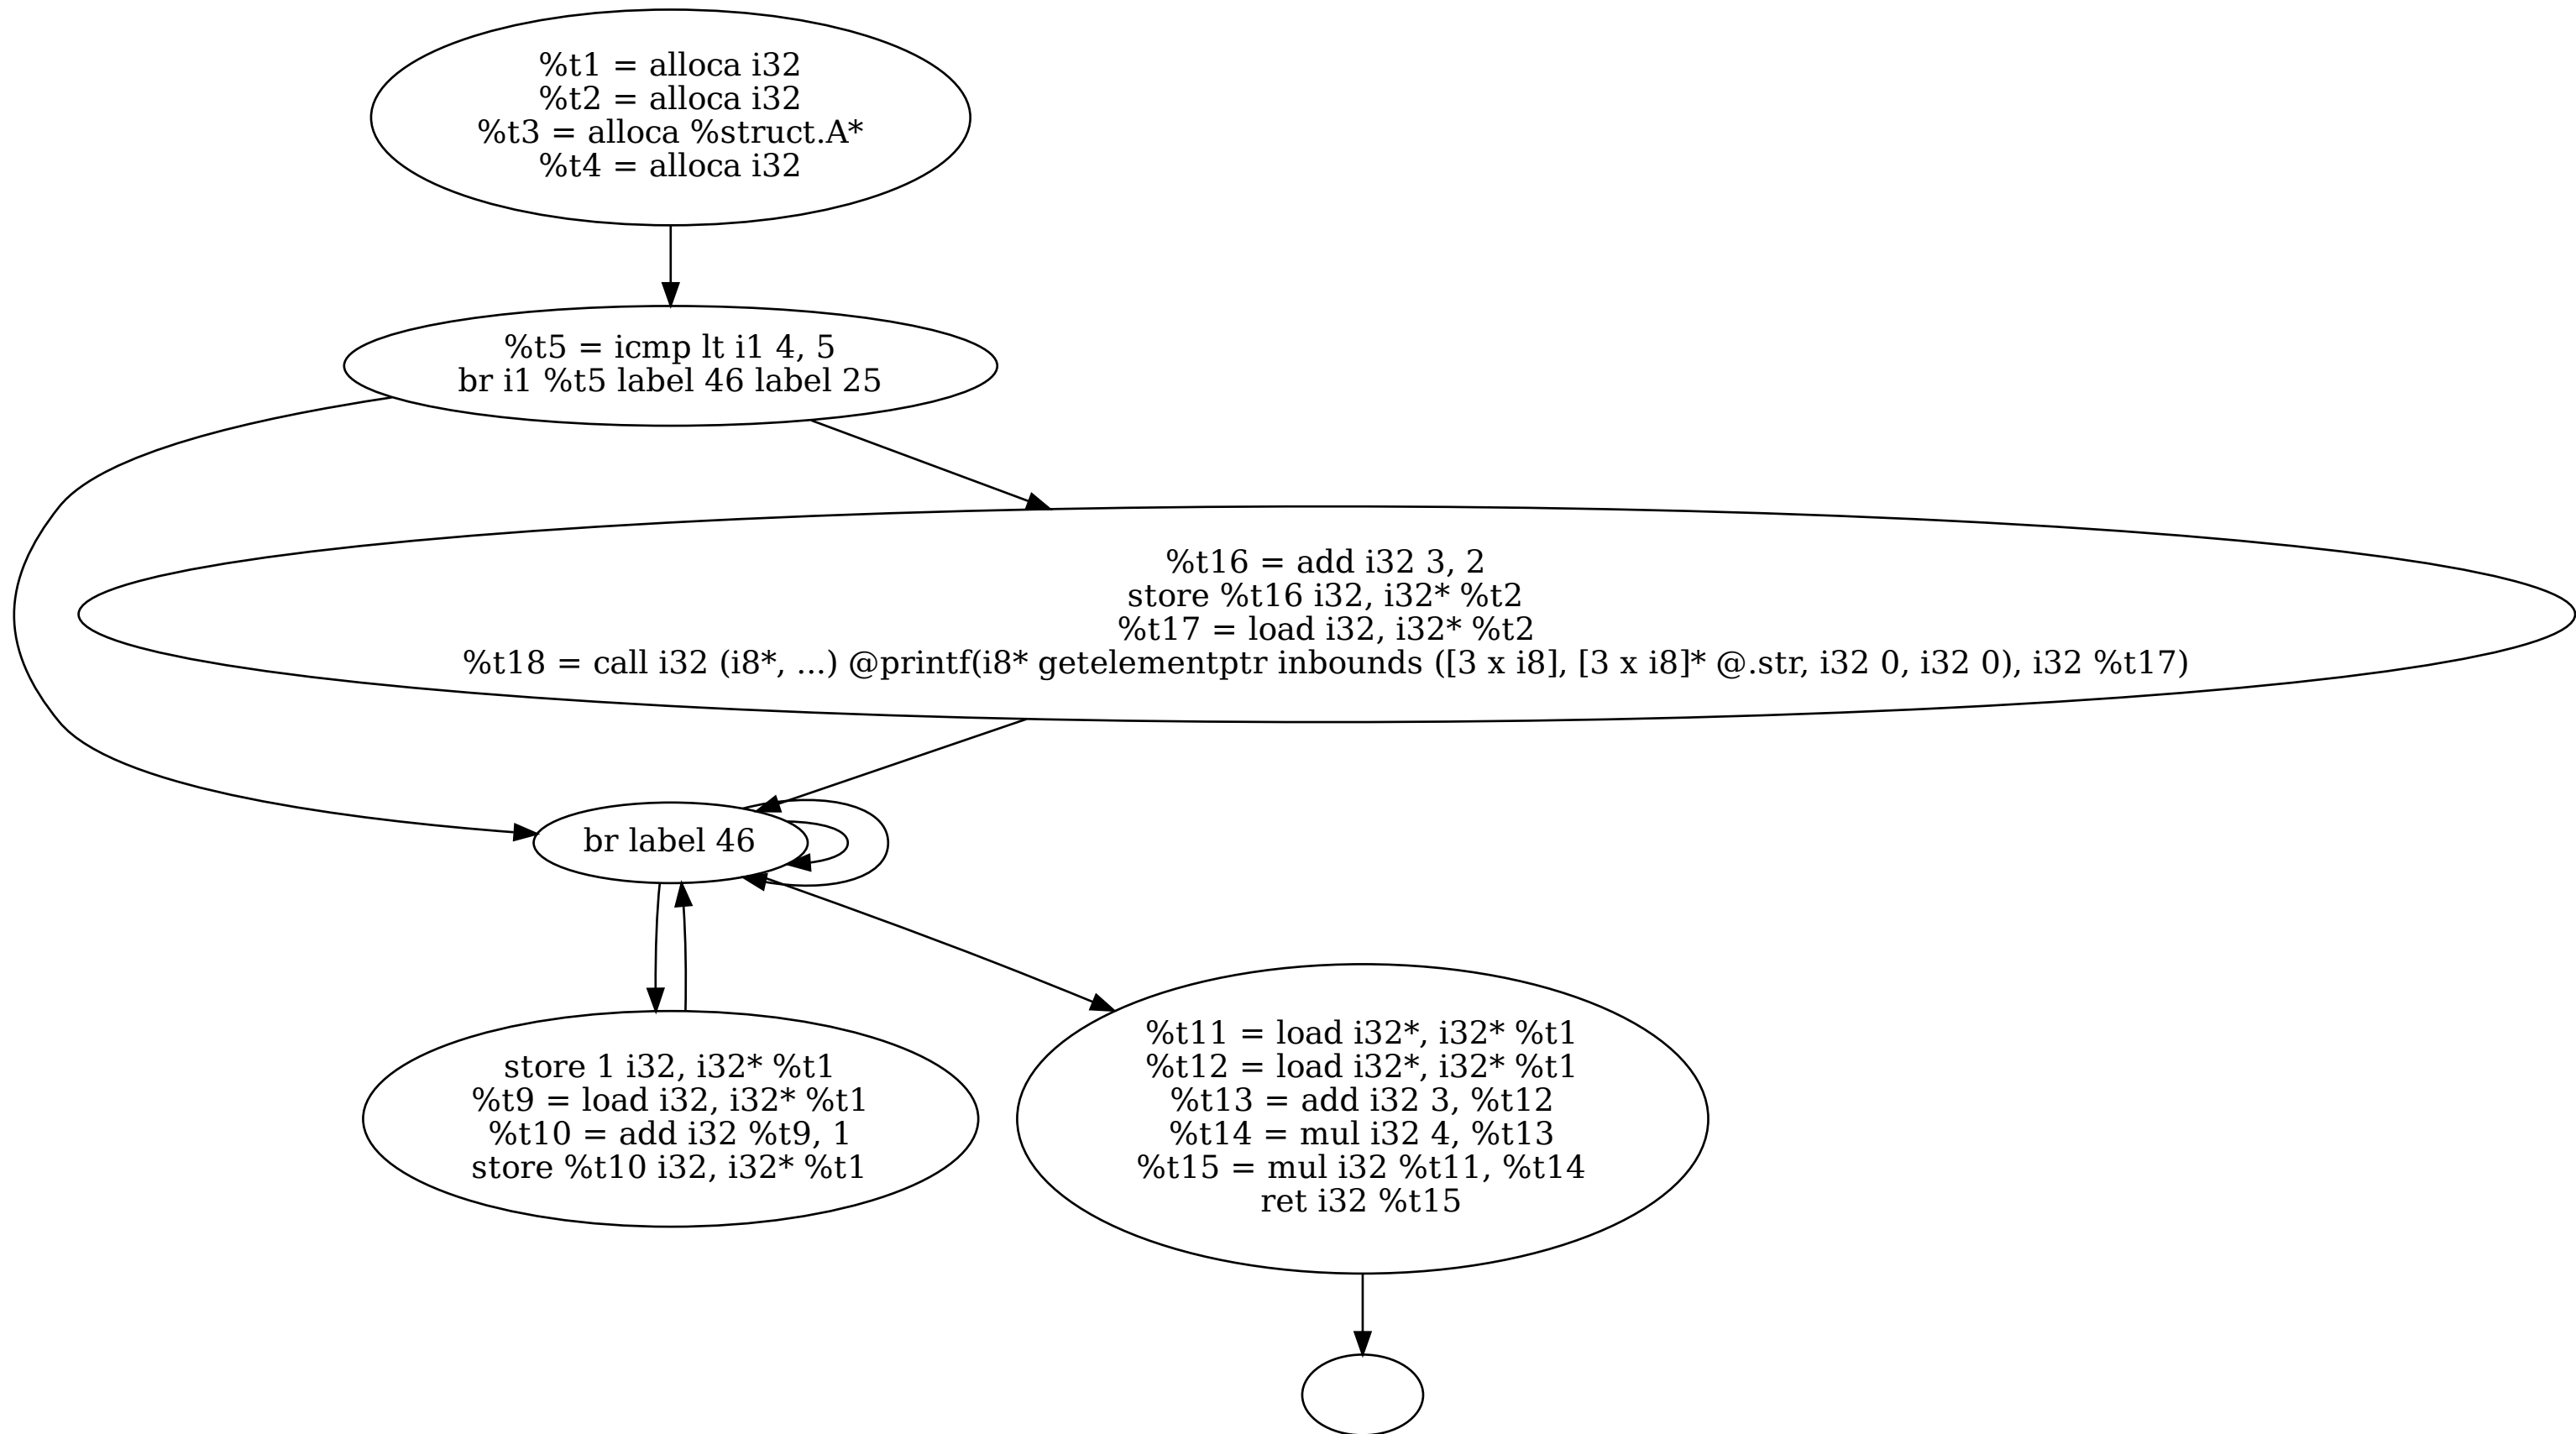 %t1 = alloca i32
%t2 = alloca i32
%t3 = alloca %struct.A*
%t4 = alloca i32
%t5 = icmp lt i1 4, 5
br i1 %t5 label 46 label 25
%t16 = add i32 3, 2
store %t16 i32, i32* %t2
%t17 = load i32, i32* %t2
%t18 = call i32 (i8*, ...) @printf(i8* getelementptr inbounds ([3 x i8], [3 x i8]* @.str, i32 0, i32 0), i32 %t17)
br label 46
store 1 i32, i32* %t1
%t9 = load i32, i32* %t1
%t10 = add i32 %t9, 1
store %t10 i32, i32* %t1
%t11 = load i32*, i32* %t1
%t12 = load i32*, i32* %t1
%t13 = add i32 3, %t12
%t14 = mul i32 4, %t13
%t15 = mul i32 %t11, %t14
ret i32 %t15